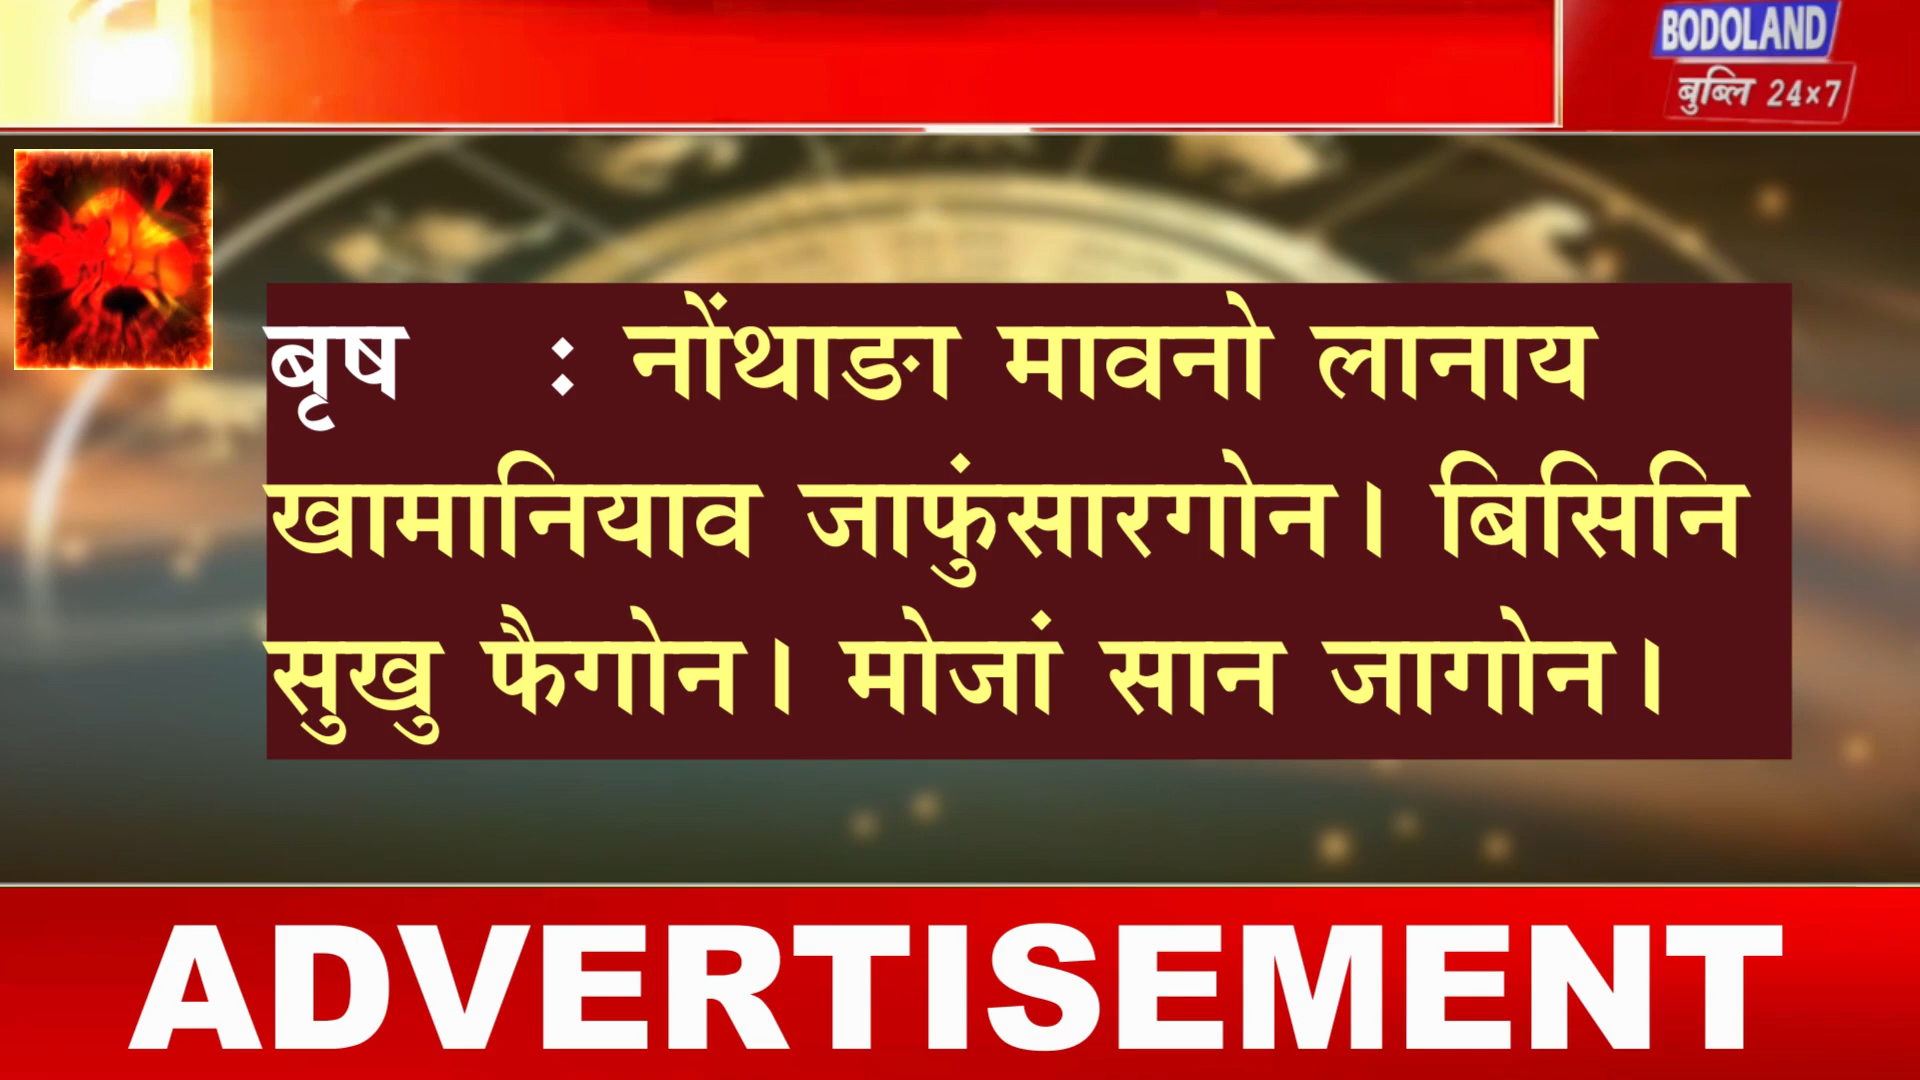 BODOLAND
बुब्लि 24×7
बृष : नोंथाङा मावनो लानाय
खामानियाव जाफुंसारगोन। बिसिनि
सुखु फैगोन। मोजां सान जागोन।
ADVERTISEMENT